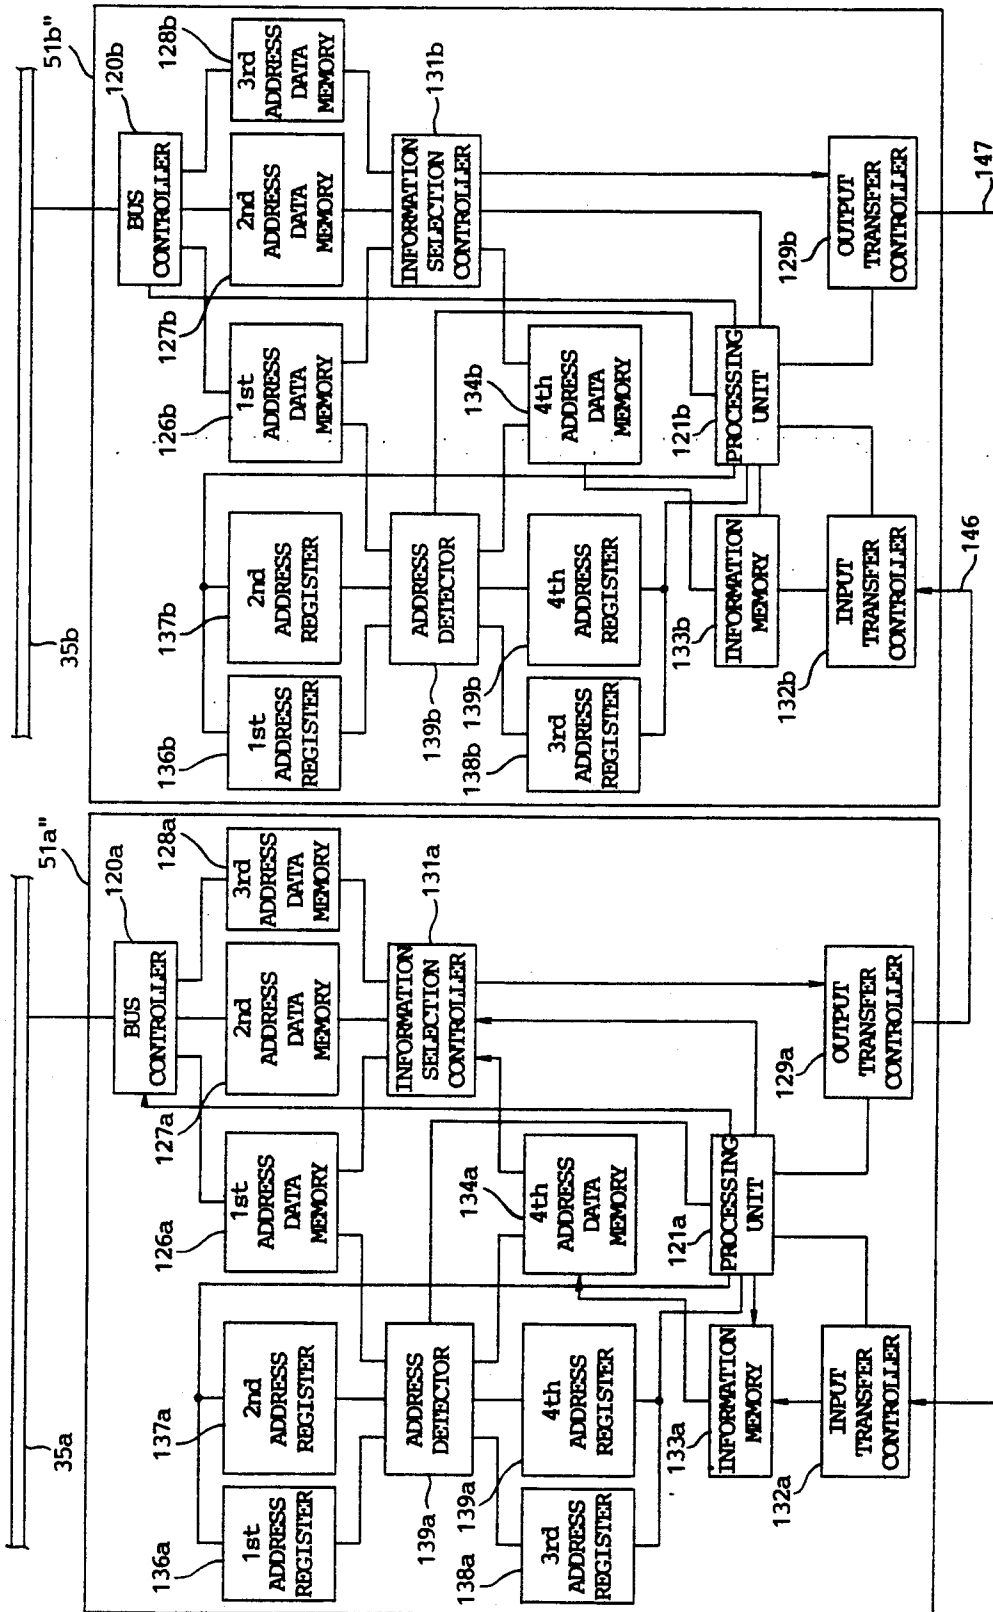 35a
51a"
120a
BUS
CONTROLLER
128a
3rd
ADDRESS
DATA
MEMORY
2nd
ADDRESS
DATA
MEMORY
127a
1st
ADDRESS
DATA
MEMORY
126a
2nd
ADDRESS
REGISTER
137a
1st
ADDRESS
REGISTER
136a
131a
INFORMATION
SELECTION
CONTROLLER
134a
4th
ADDRESS
DATA
MEMORY
ADDRESS
DETECTOR
139a
4th
ADDRESS
REGISTER
139a
3rd
ADDRESS
REGISTER
138a
121a
PROCESSING
UNIT
INFORMATION
MEMORY
133a
INPUT
TRANSFER
CONTROLLER
132a
OUTPUT
TRANSFER
CONTROLLER
129a
146
35b
51b"
120b
BUS
CONTROLLER
128b
3rd
ADDRESS
DATA
MEMORY
2nd
ADDRESS
DATA
MEMORY
127b
1st
ADDRESS
DATA
MEMORY
126b
2nd
ADDRESS
REGISTER
137b
1st
ADDRESS
REGISTER
136b
131b
INFORMATION
SELECTION
CONTROLLER
134b
4th
ADDRESS
DATA
MEMORY
ADDRESS
DETECTOR
139b
4th
ADDRESS
REGISTER
139b
3rd
ADDRESS
REGISTER
138b
121b
PROCESSING
UNIT
INFORMATION
MEMORY
133b
INPUT
TRANSFER
CONTROLLER
132b
OUTPUT
TRANSFER
CONTROLLER
129b
147